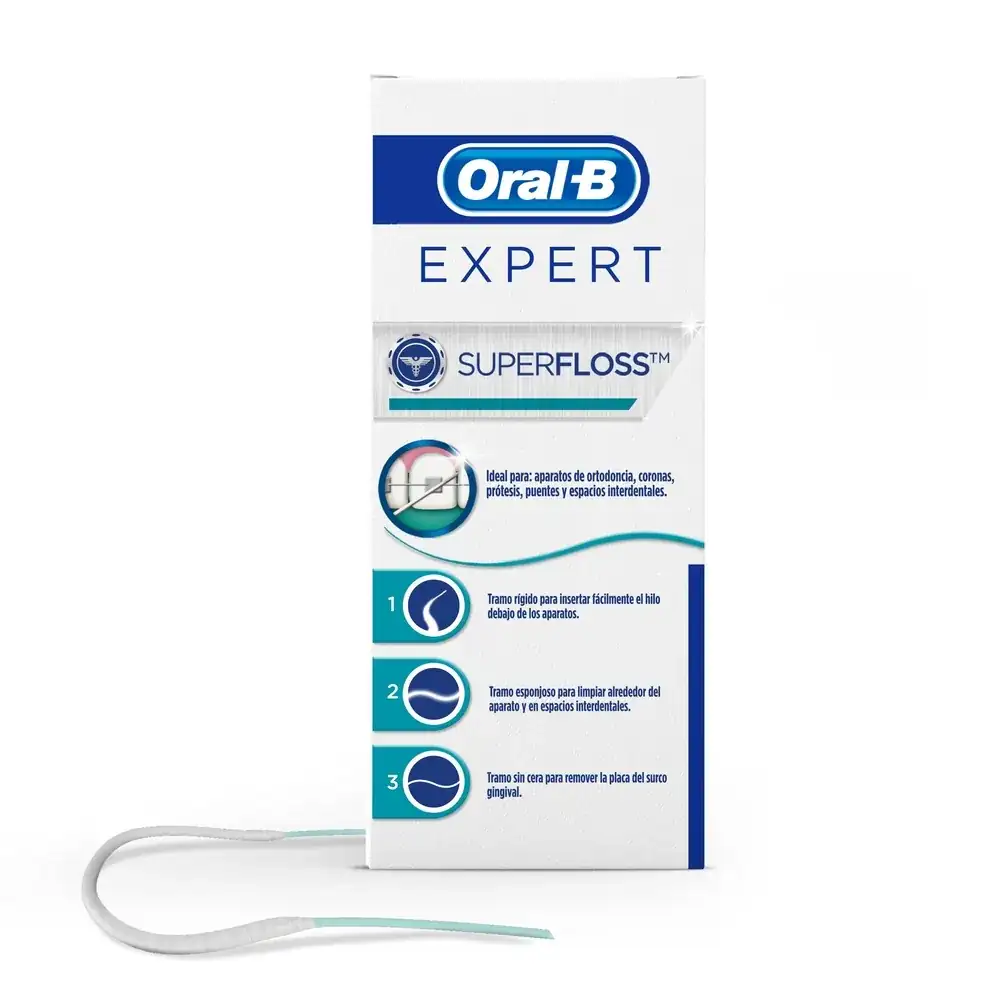 Oral-B
EXPERT
SUPERFLOSS™
Ideal para: aparatos de ortodoncia, coronas,
prótesis, puentes y espacios interdentales.
1
Tramo rígido para insertar fácilmente el hilo
debajo de los aparatos.
2
Tramo esponjoso para limpiar alrededor del
aparato y en espacios interdentales.
3
Tramo sin cera para remover la placa del surco
gingival.